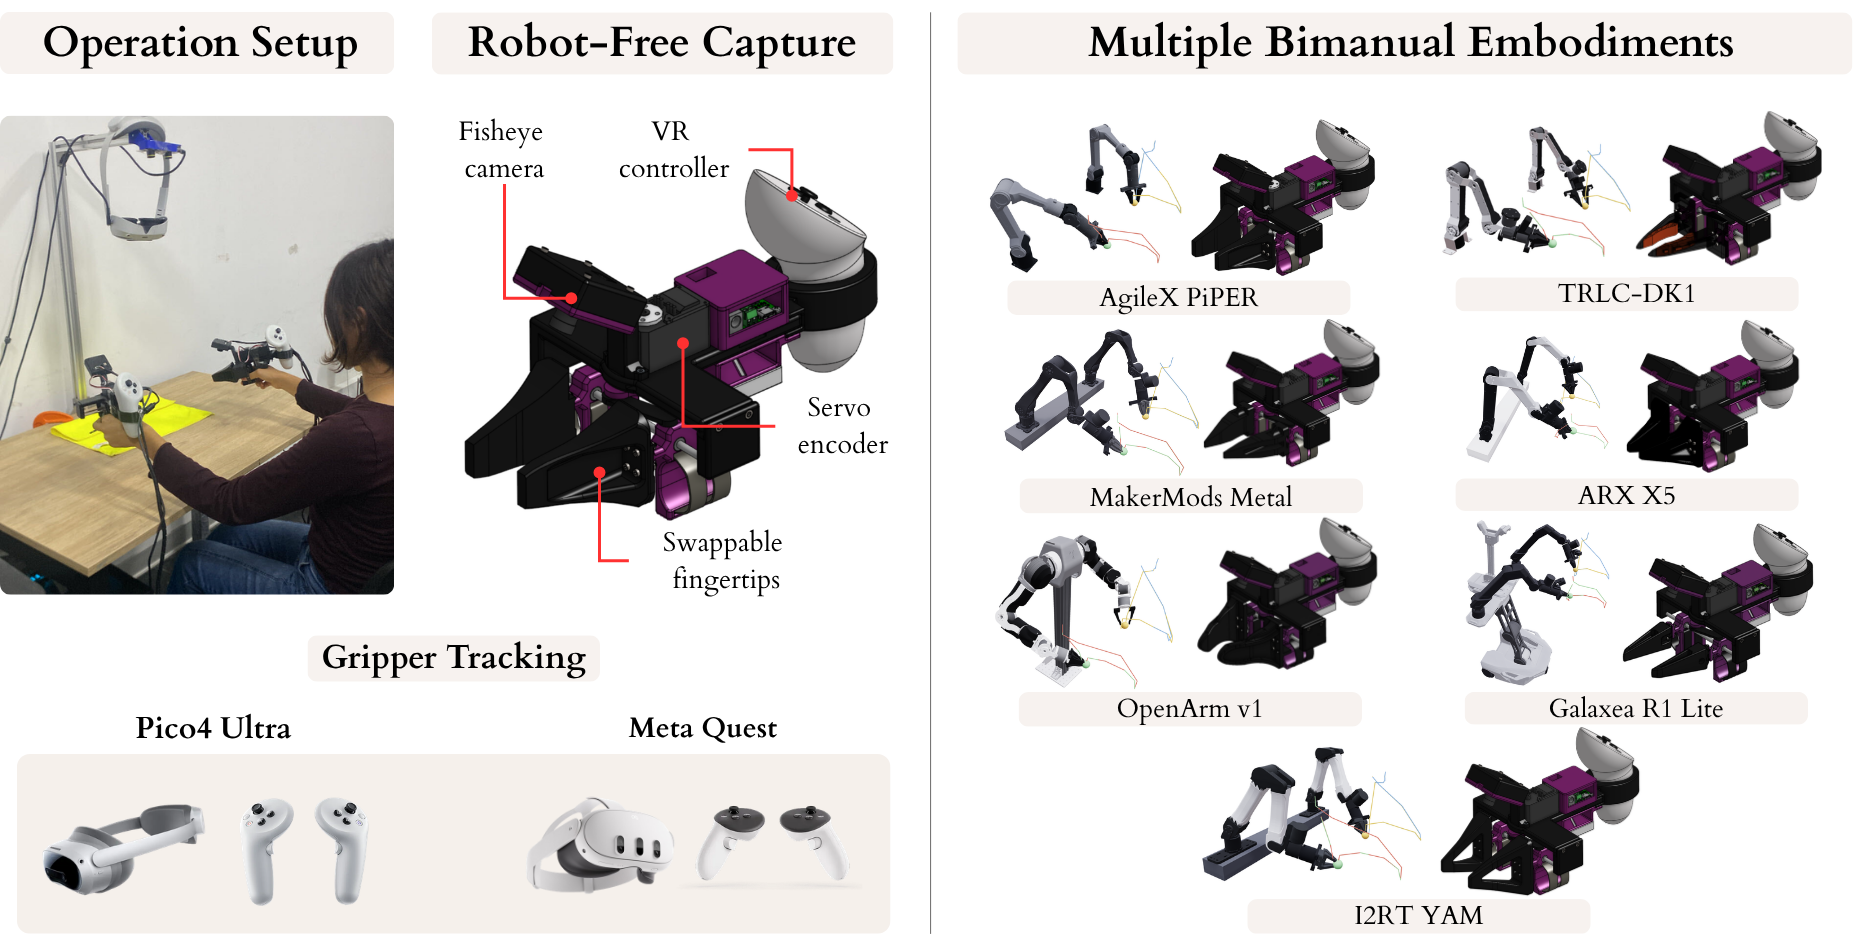 Operation Setup
Robot-Free Capture
Fisheye
camera
VR
controller
Servo
encoder
Swappable
fingertips
Gripper Tracking
Pico4 Ultra
Meta Quest
Multiple Bimanual Embodiments
AgileX PiPER
TRLC-DK1
MakerMods Metal
ARX X5
OpenArm v1
Galaxea R1 Lite
I2RT YAM